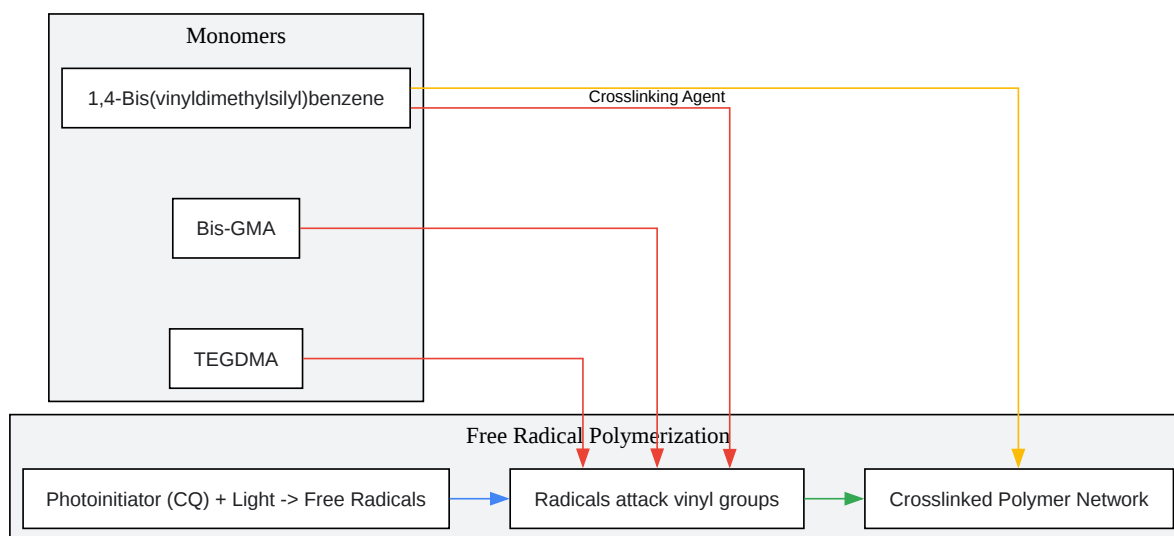 Monomers
1,4-Bis(vinyldimethylsilyl)benzene
Crosslinking Agent
Bis-GMA
TEGDMA
Free Radical Polymerization
Photoinitiator (CQ) + Light -> Free Radicals
Radicals attack vinyl groups
Crosslinked Polymer Network